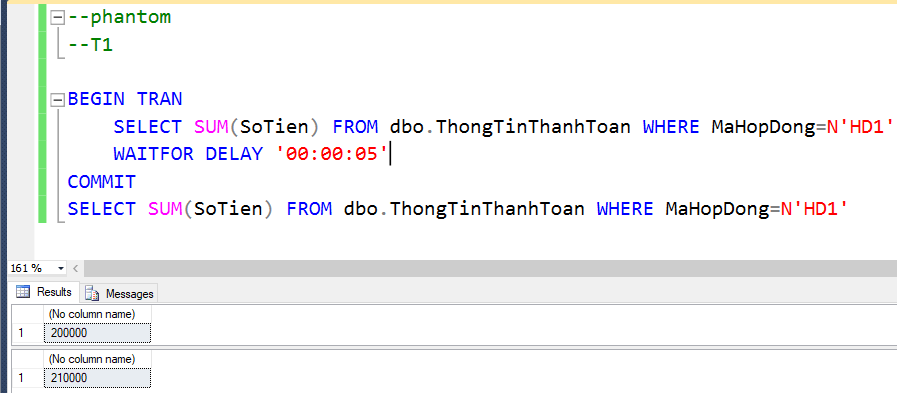 --phantom
--T1
BEGIN TRAN
SELECT SUM(SoTien) FROM dbo.ThongTinThanhToan WHERE MaHopDong=N'HD1'
WAITFOR DELAY '00:00:05'
COMMIT
SELECT SUM(SoTien) FROM dbo.ThongTinThanhToan WHERE MaHopDong=N'HD1'
161 %
Results Messages
(No column name)
1 200000
(No column name)
1 210000